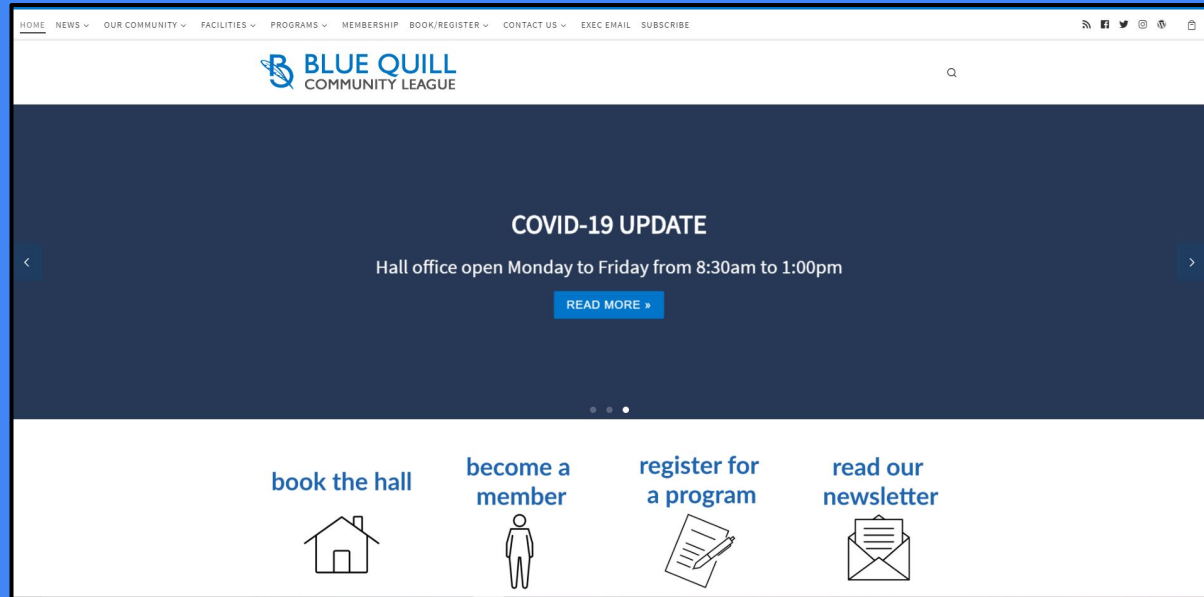 HOME NEWS OUR COMMUNITY FACILITIES PROGRAMS MEMBERSHIP BOOK/REGISTER CONTACT US EXEC EMAIL SUBSCRIBE
BLUE QUILL
COMMUNITY LEAGUE
COVID-19 UPDATE
Hall office open Monday to Friday from 8:30am to 1:00pm
READ MORE »
book the hall
become a
member
register for
a program
read our
newsletter